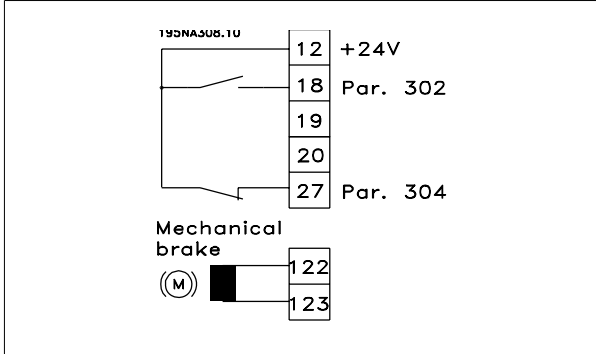 195NA308.10
12 +24V
18 Par. 302
19
20
27 Par. 304
Mechanical
brake
122
M
123